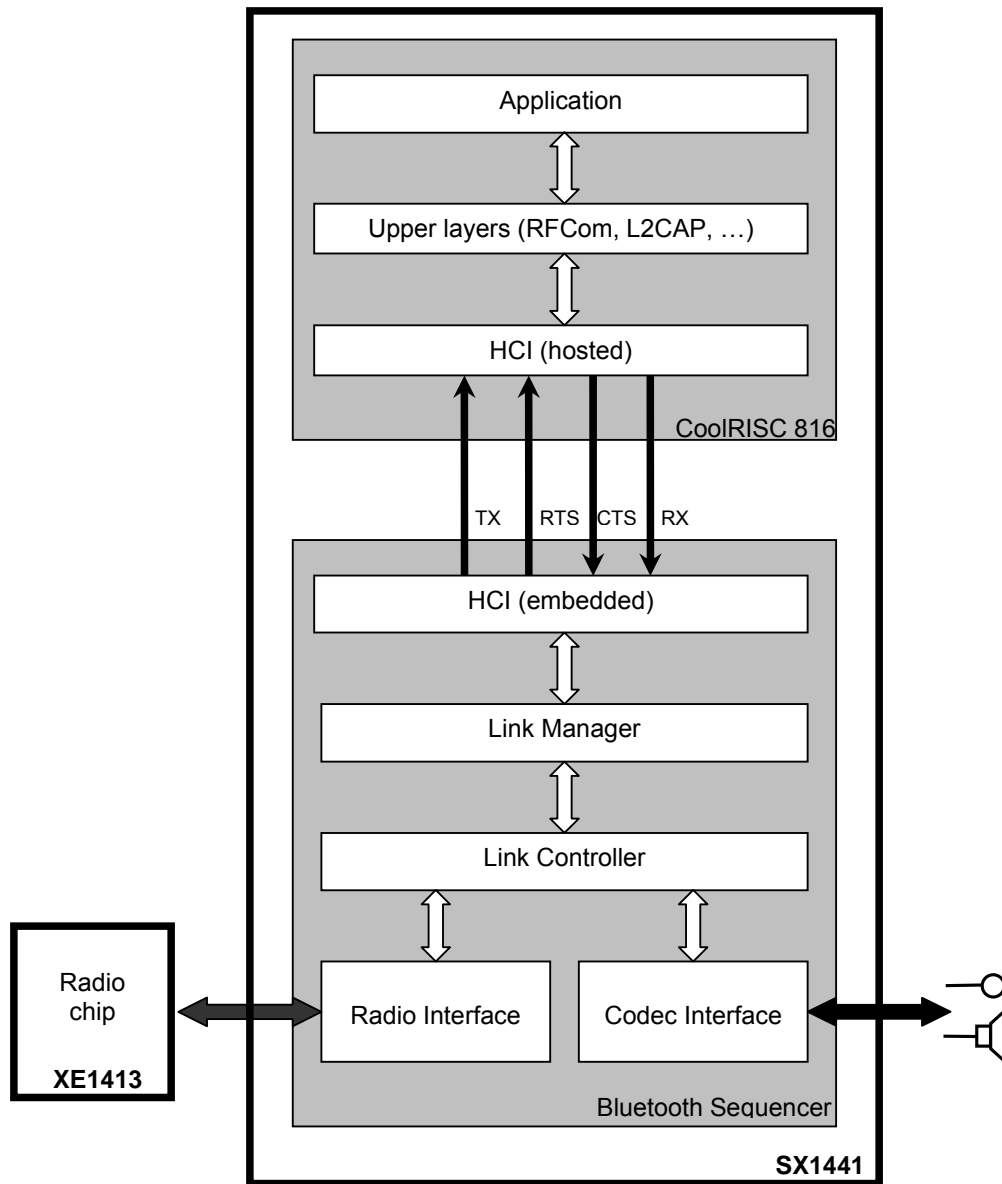 Application
Upper layers (RFCom, L2CAP, …)
HCI (hosted)
CoolRISC 816
TX
RTS
CTS
RX
HCI (embedded)
Link Manager
Link Controller
Radio
chip
XE1413
Radio Interface
Codec Interface
Bluetooth Sequencer
SX1441